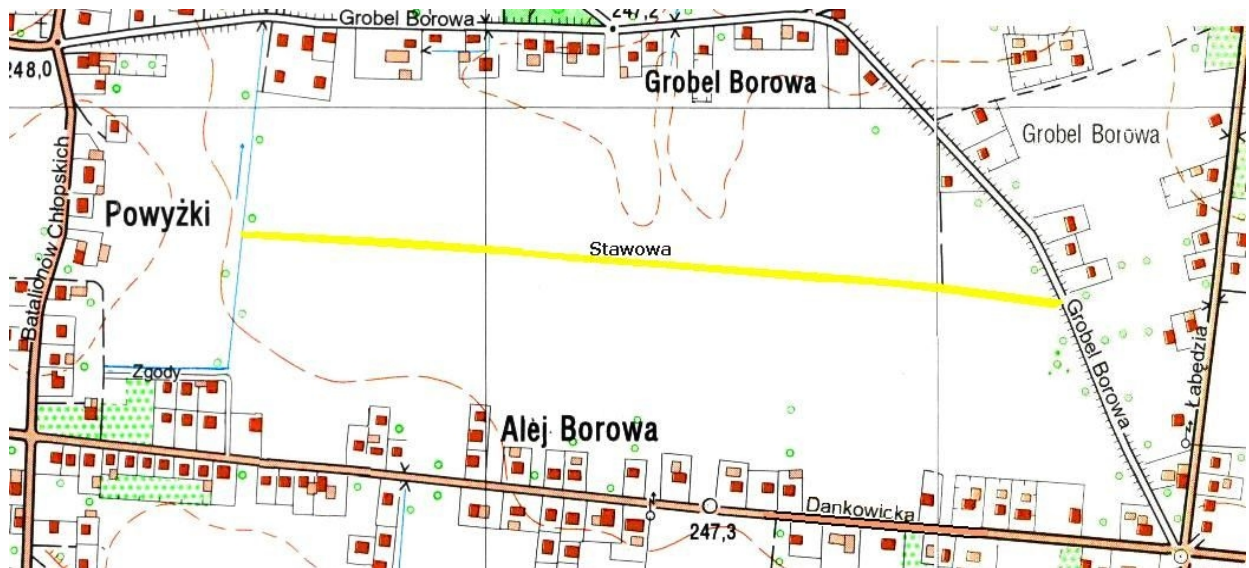 Grobel Borowa
247,2
248,0
Grobel Borowa
Grobel Borowa
Batalionów Chłopskich
Powyżki
Stawowa
Grobel Borowa
Łabędzia
Zgody
Alej Borowa
Dankowicka
247,3